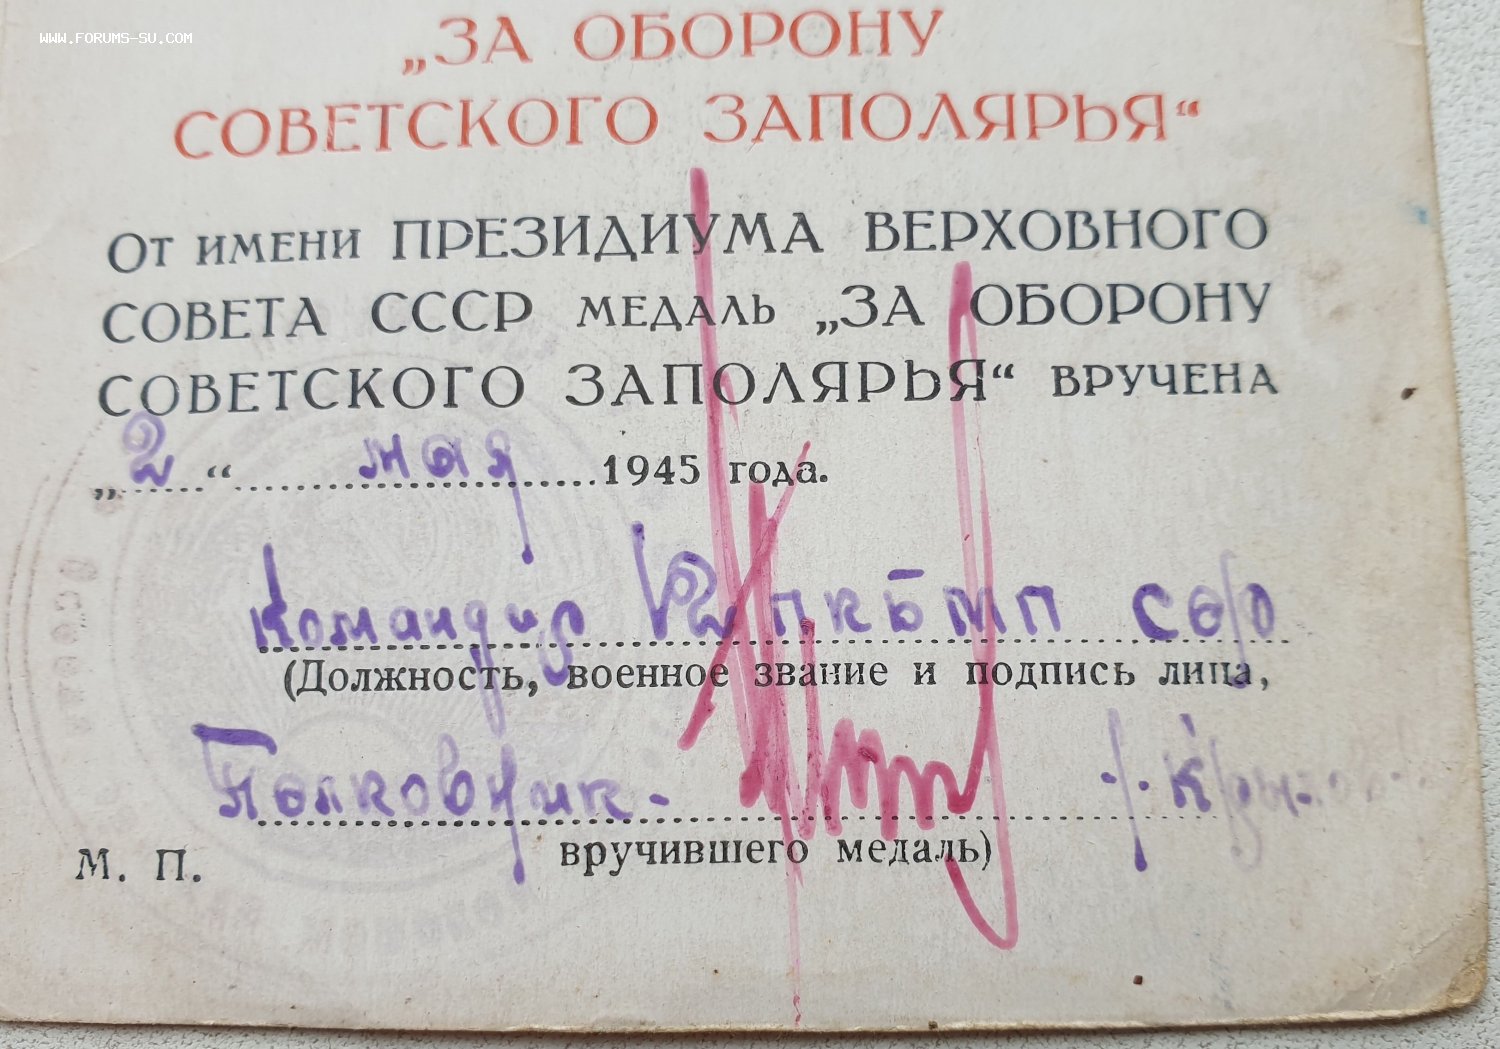 WWW.FORUMS-SU.COM
„ЗА ОБОРОНУ
СОВЕТСКОГО ЗАПОЛЯРЬЯ“
От имени ПРЕЗИДИУМА ВЕРХОВНОГО
СОВЕТА СССР медаль „ЗА ОБОРОНУ
СОВЕТСКОГО ЗАПОЛЯРЬЯ“ вручена
„2“ мая 1945 года.
Командир СФ
(Должность, военное звание и подпись лица,
Полковник-
вручившего медаль)
М. П.